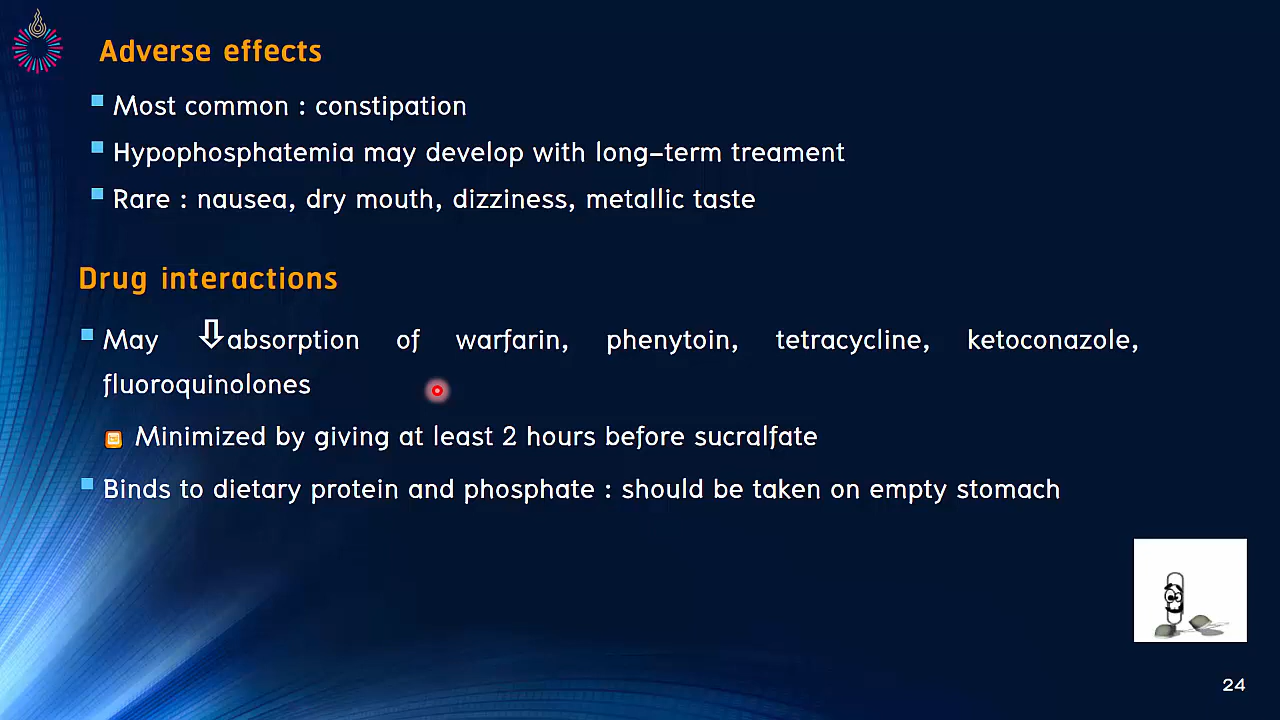 Adverse effects
Most common : constipation
Hypophosphatemia may develop with long-term treament
Rare : nausea, dry mouth, dizziness, metallic taste
Drug interactions
May ⇩absorption of warfarin, phenytoin, tetracycline, ketoconazole,
fluoroquinolones
Minimized by giving at least 2 hours before sucralfate
Binds to dietary protein and phosphate : should be taken on empty stomach
24